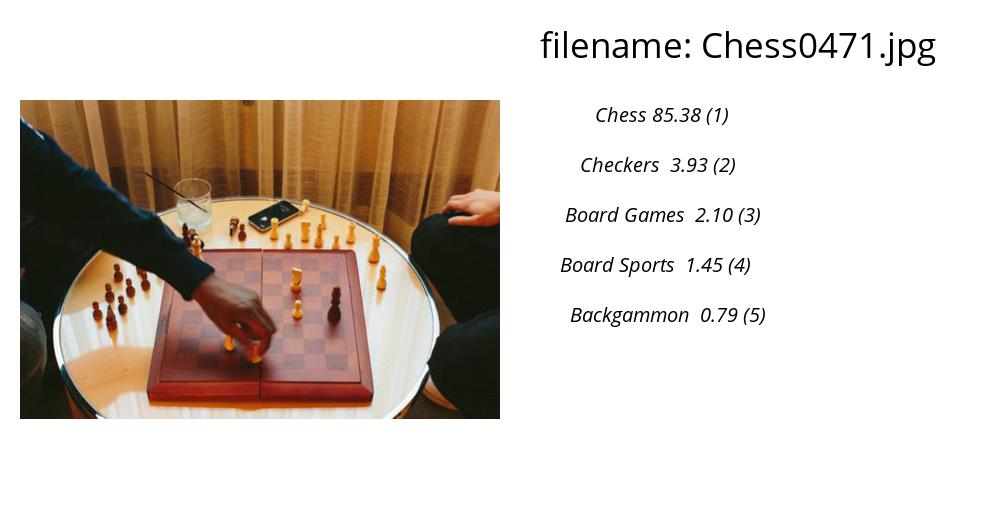 filename: Chess0471.jpg
Chess 85.38 (1)
Checkers  3.93 (2)
Board Games  2.10 (3)
Board Sports  1.45 (4)
Backgammon  0.79 (5)